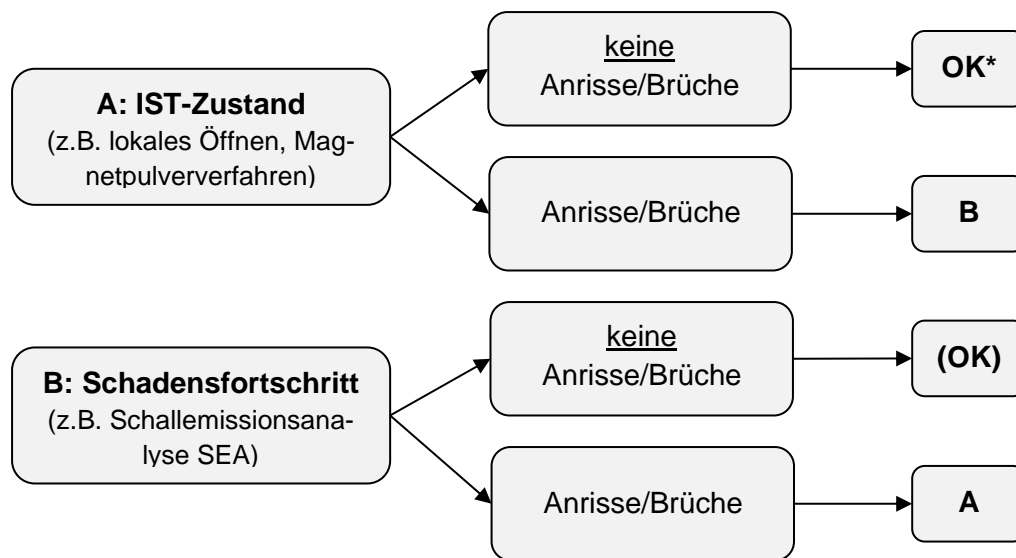 A: IST-Zustand
(z.B. lokales Öffnen, Mag-
netpulververfahren)
keine
Anrisse/Brüche
OK*
Anrisse/Brüche
B
B: Schadensfortschritt
(z.B. Schallemissionsana-
lyse SEA)
keine
Anrisse/Brüche
(OK)
Anrisse/Brüche
A